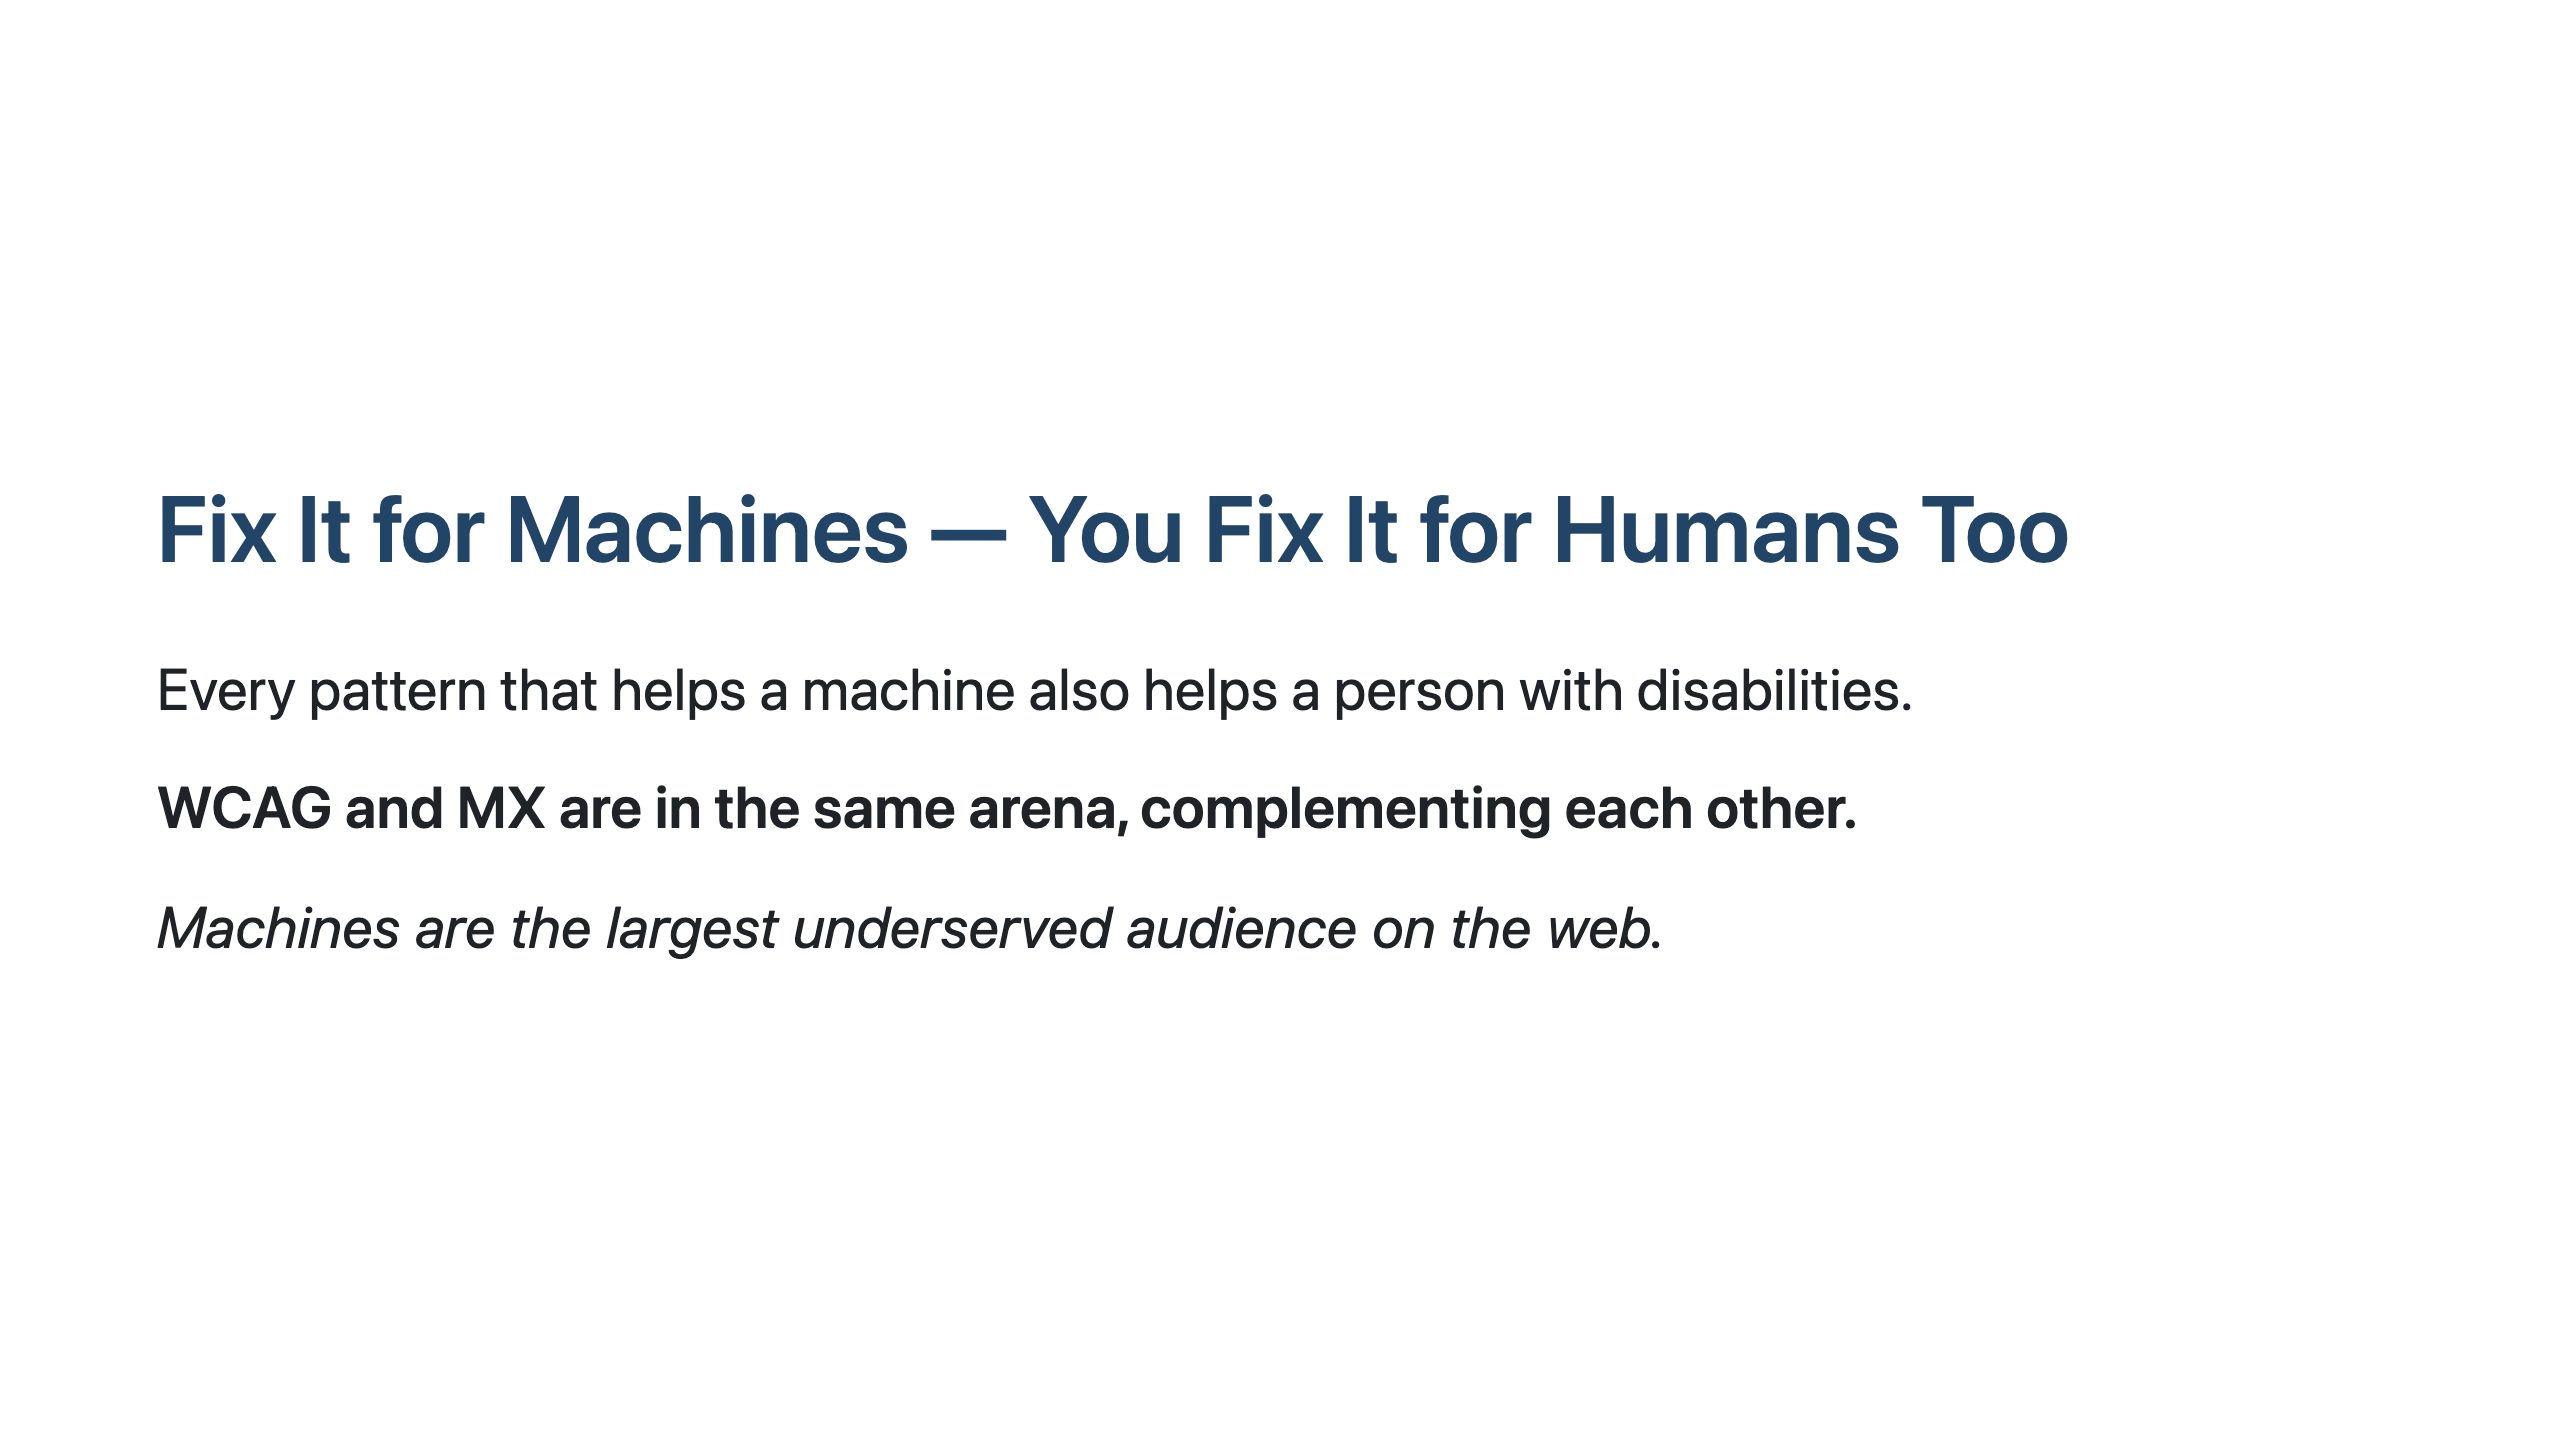 Fix It for Machines — You Fix It for Humans Too
Every pattern that helps a machine also helps a person with disabilities.
WCAG and MX are in the same arena, complementing each other.
Machines are the largest underserved audience on the web.